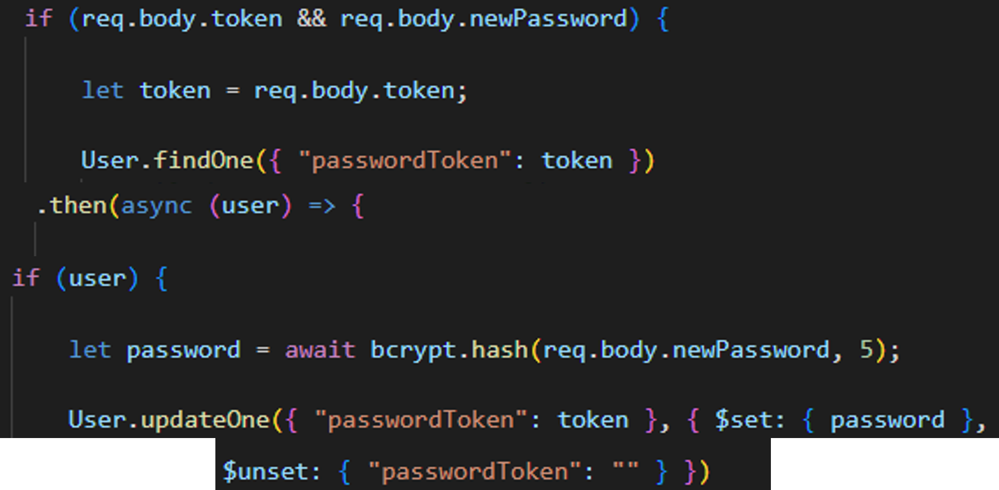 if (req.body.token && req.body.newPassword) {
let token = req.body.token;
User.findOne({ "passwordToken": token })
.then(async (user) => {
if (user) {
let password = await bcrypt.hash(req.body.newPassword, 5);
User.updateOne({ "passwordToken": token }, { $set: { password },
$unset: { "passwordToken": "" } })